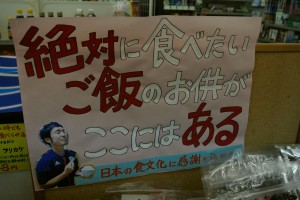 絶対に食べたい
ご飯のお供が
ここにはある
日本の食文化に感謝